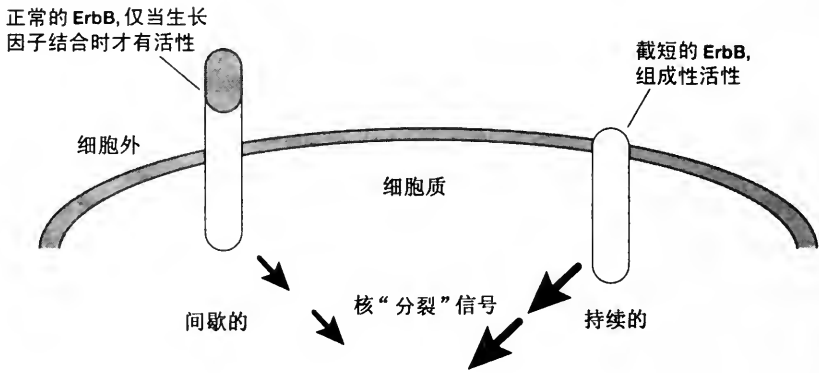 正常的 ErbB, 仅当生长
因子结合时才有活性
截短的 ErbB,
组成性活性
细胞外
细胞质
间歇的
核“分裂”信号
持续的